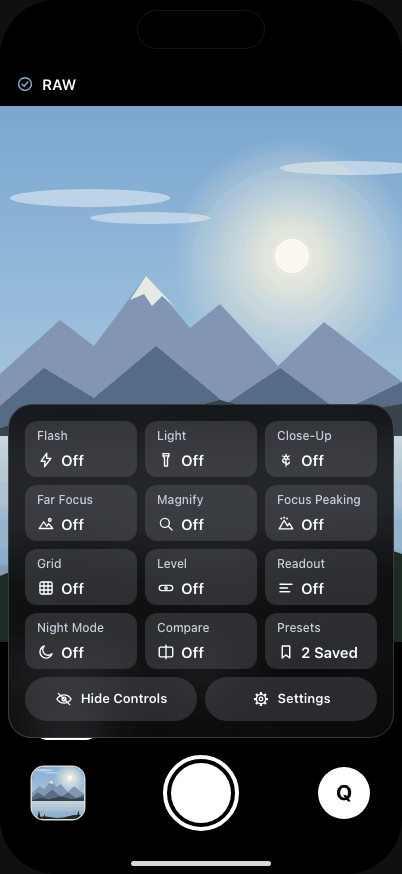 RAW
Flash
Off
Light
Off
Close-Up
Off
Far Focus
Off
Magnify
Off
Focus Peaking
Off
Grid
Off
Level
Off
Readout
Off
Night Mode
Off
Compare
Off
Presets
2 Saved
Hide Controls
Settings
Q